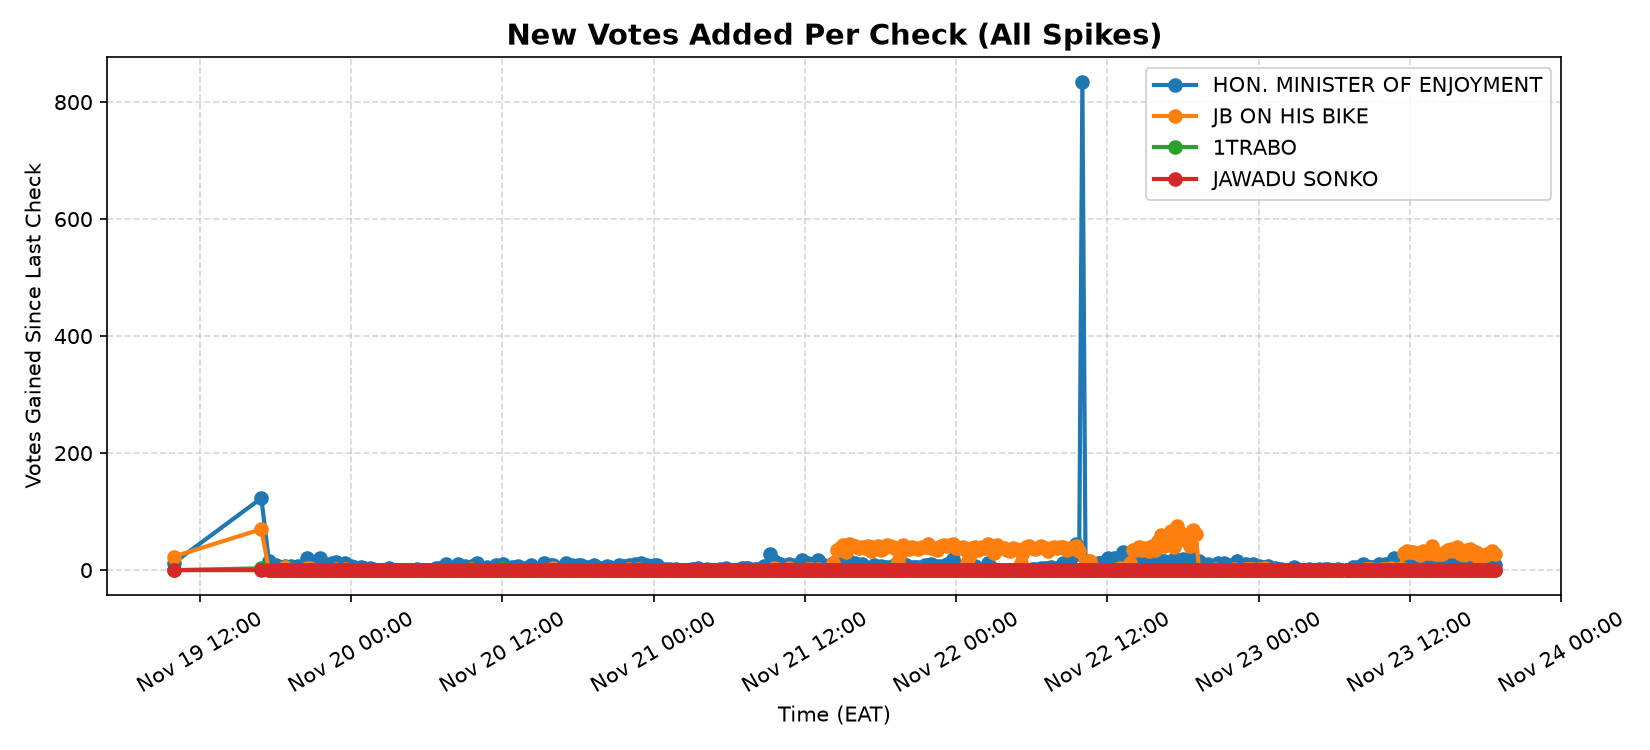 New Votes Added Per Check (All Spikes)
HON. MINISTER OF ENJOYMENT
JB ON HIS BIKE
1TRABO
JAWADU SONKO
Votes Gained Since Last Check
800
600
400
200
0
Nov 19 12:00
Nov 20 00:00
Nov 20 12:00
Nov 21 00:00
Nov 21 12:00
Nov 22 00:00
Nov 22 12:00
Nov 23 00:00
Nov 23 12:00
Nov 24 00:00
Time (EAT)